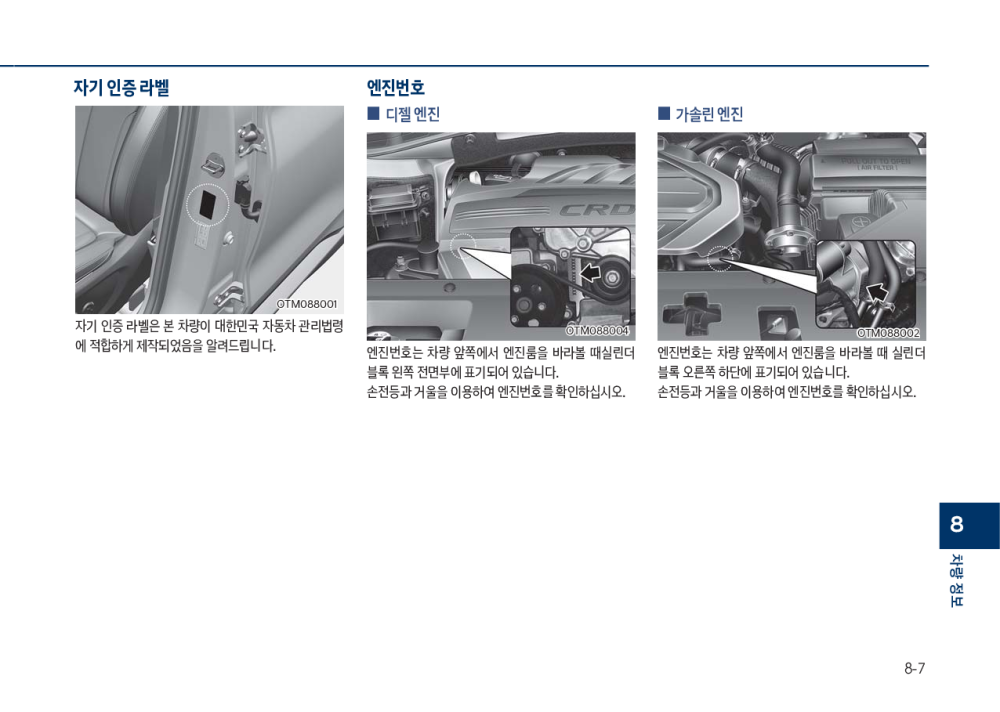 자기 인증 라벨
OTM088001
자기 인증 라벨은 본 차량이 대한민국 자동차 관리법령
에 적합하게 제작되었음을 알려드립니다.
엔진번호
■ 디젤 엔진
CRD
OTM088004
엔진번호는 차량 앞쪽에서 엔진룸을 바라볼 때실린더
블록 왼쪽 전면부에 표기되어 있습니다.
손전등과 거울을 이용하여 엔진번호를 확인하십시오.
■ 가솔린 엔진
PULL OUT TO OPEN
( AIR FILTER )
OTM088002
엔진번호는 차량 앞쪽에서 엔진룸을 바라볼 때 실린더
블록 오른쪽 하단에 표기되어 있습니다.
손전등과 거울을 이용하여 엔진번호를 확인하십시오.
8
차량 정보
8-7